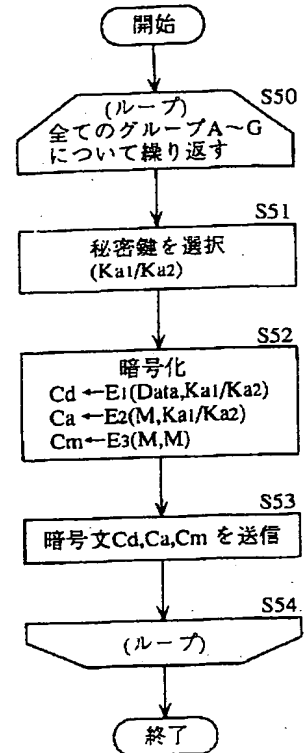 開始
S50
(ループ)
全てのグループA～G
について繰り返す
S51
秘密鍵を選択
(Ka1/Ka2)
S52
暗号化
Cd←E1(Data,Ka1/Ka2)
Ca←E2(M,Ka1/Ka2)
Cm←E3(M,M)
S53
暗号文Cd,Ca,Cm を送信
S54
(ループ)
終了